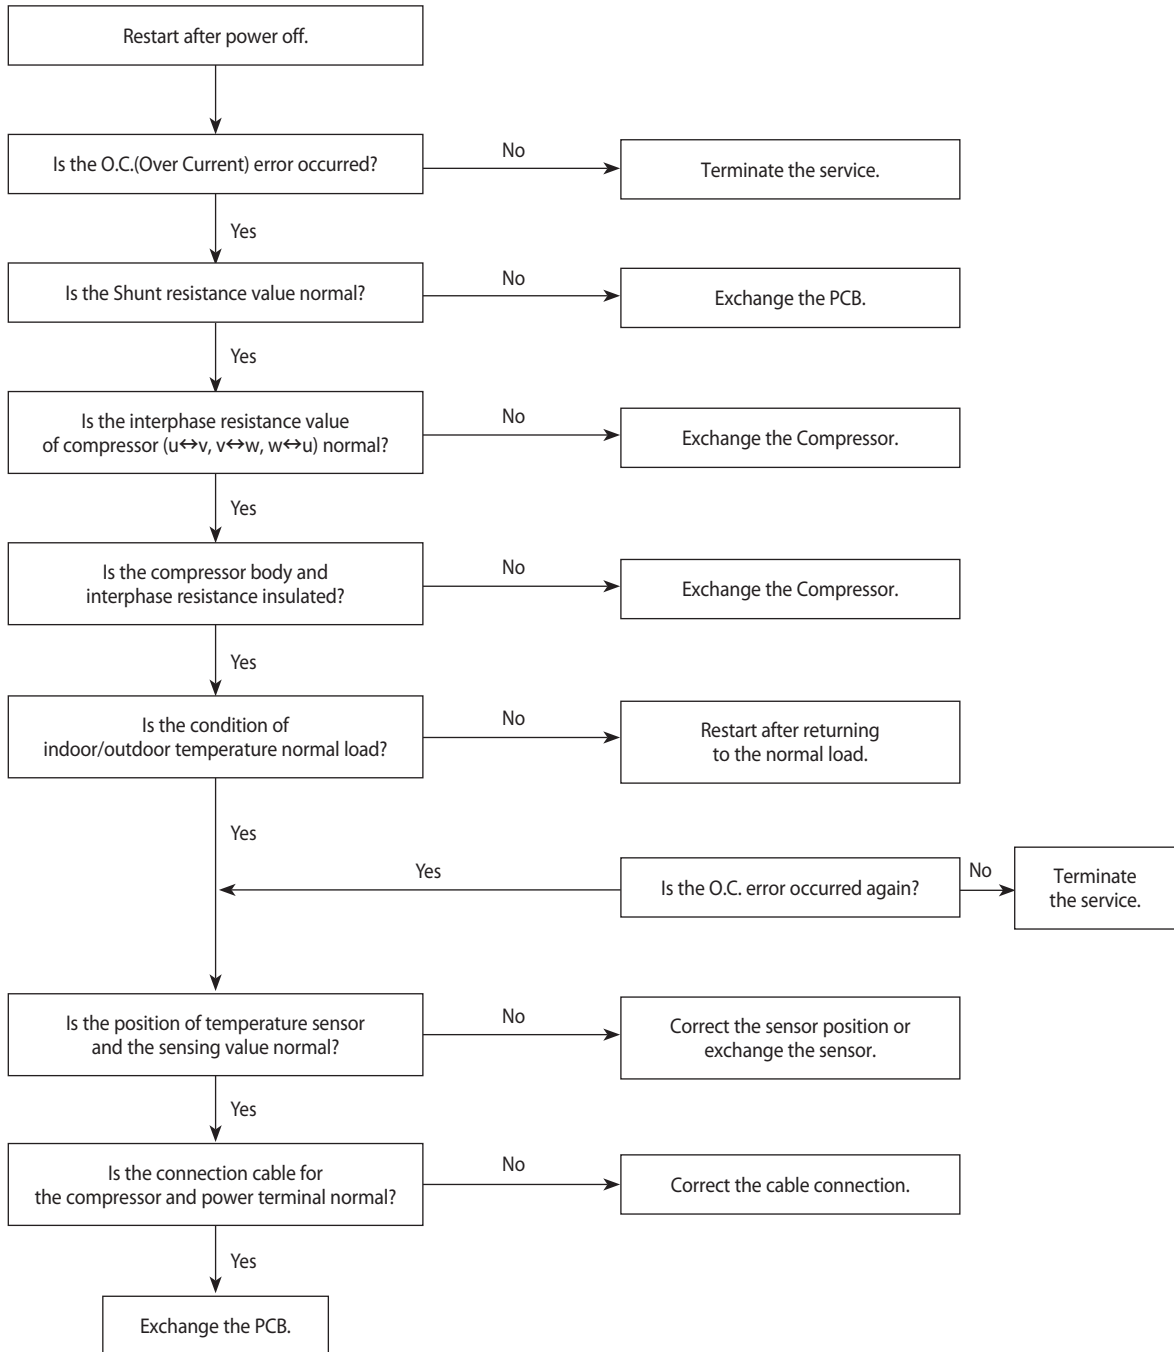 Restart after power off.
Is the O.C.(Over Current) error occurred?
No
Terminate the service.
Yes
Is the Shunt resistance value normal?
No
Exchange the PCB.
Yes
Is the interphase resistance value
of compressor (u↔v, v↔w, w↔u) normal?
No
Exchange the Compressor.
Yes
Is the compressor body and
interphase resistance insulated?
No
Exchange the Compressor.
Yes
Is the condition of
indoor/outdoor temperature normal load?
No
Restart after returning
to the normal load.
Yes
Yes
Is the O.C. error occurred again?
No
Terminate
the service.
Is the position of temperature sensor
and the sensing value normal?
No
Correct the sensor position or
exchange the sensor.
Yes
Is the connection cable for
the compressor and power terminal normal?
No
Correct the cable connection.
Yes
Exchange the PCB.